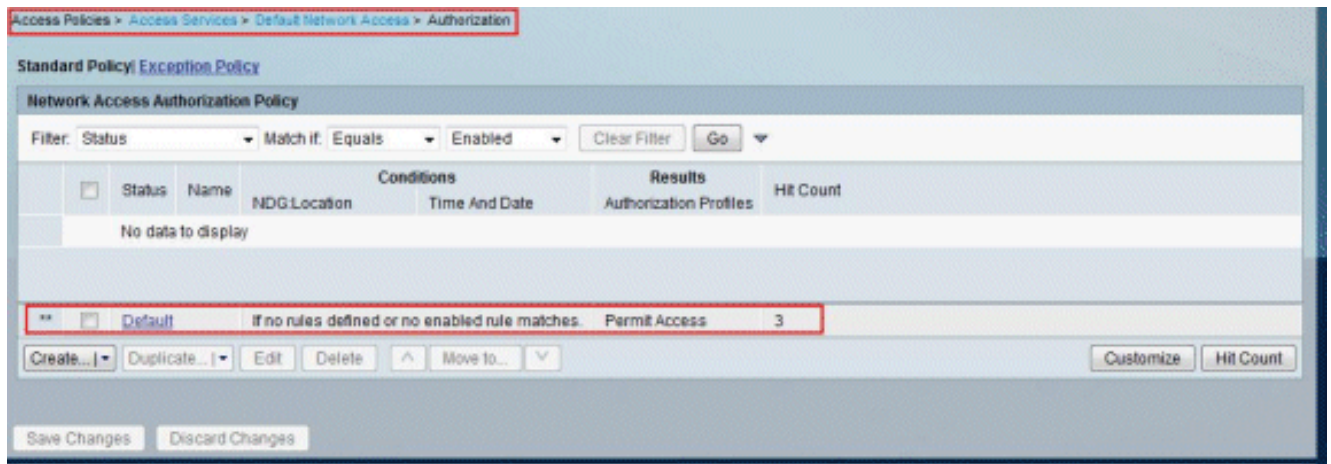 Access Policies > Access Services > Default Network Access > Authorization
Standard Policy| Exception Policy
Network Access Authorization Policy
Filter: Status Match if: Equals Enabled Clear Filter Go
Conditions Results
Status Name Hit Count
NDG:Location Time And Date Authorization Profiles
No data to display
** Default If no rules defined or no enabled rule matches. Permit Access 3
Create... | Duplicate... | Edit Delete ^ Move to... V Customize Hit Count
Save Changes Discard Changes